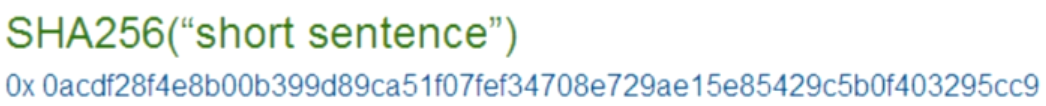 SHA256(“short sentence”)
0x 0acdf28f4e8b00b399d89ca51f07fef34708e729ae15e85429c5b0f403295cc9